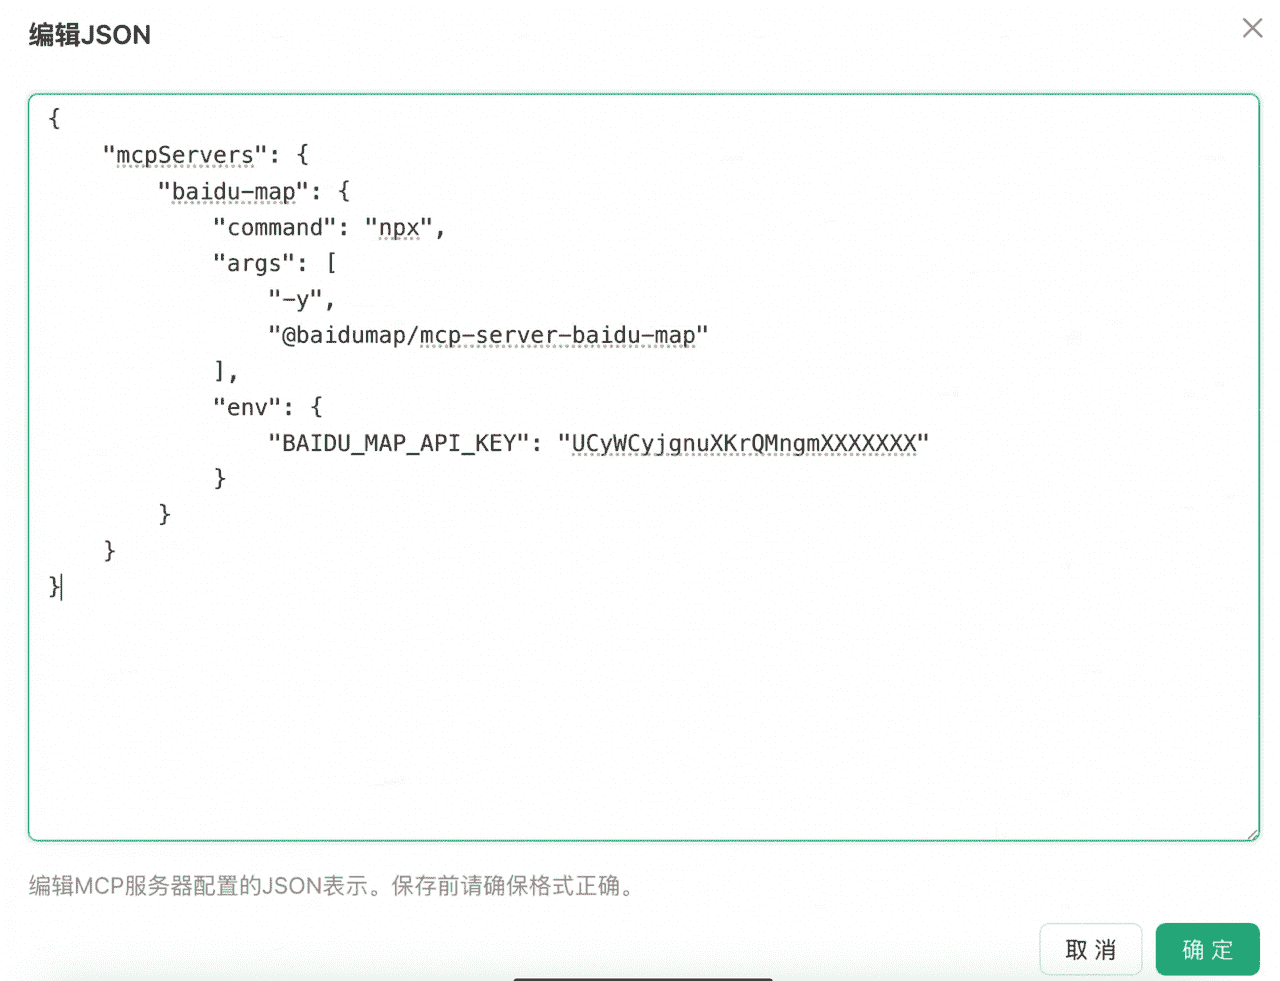 编辑JSON
{
    "mcpServers": {
        "baidu-map": {
            "command": "npx",
            "args": [
                "-y",
                "@baidumap/mcp-server-baidu-map"
            ],
            "env": {
                "BAIDU_MAP_API_KEY": "UCyWCyjgnuXKrQMngmXXXXXXX"
            }
        }
    }
}
编辑MCP服务器配置的JSON表示。保存前请确保格式正确。
取 消
确 定